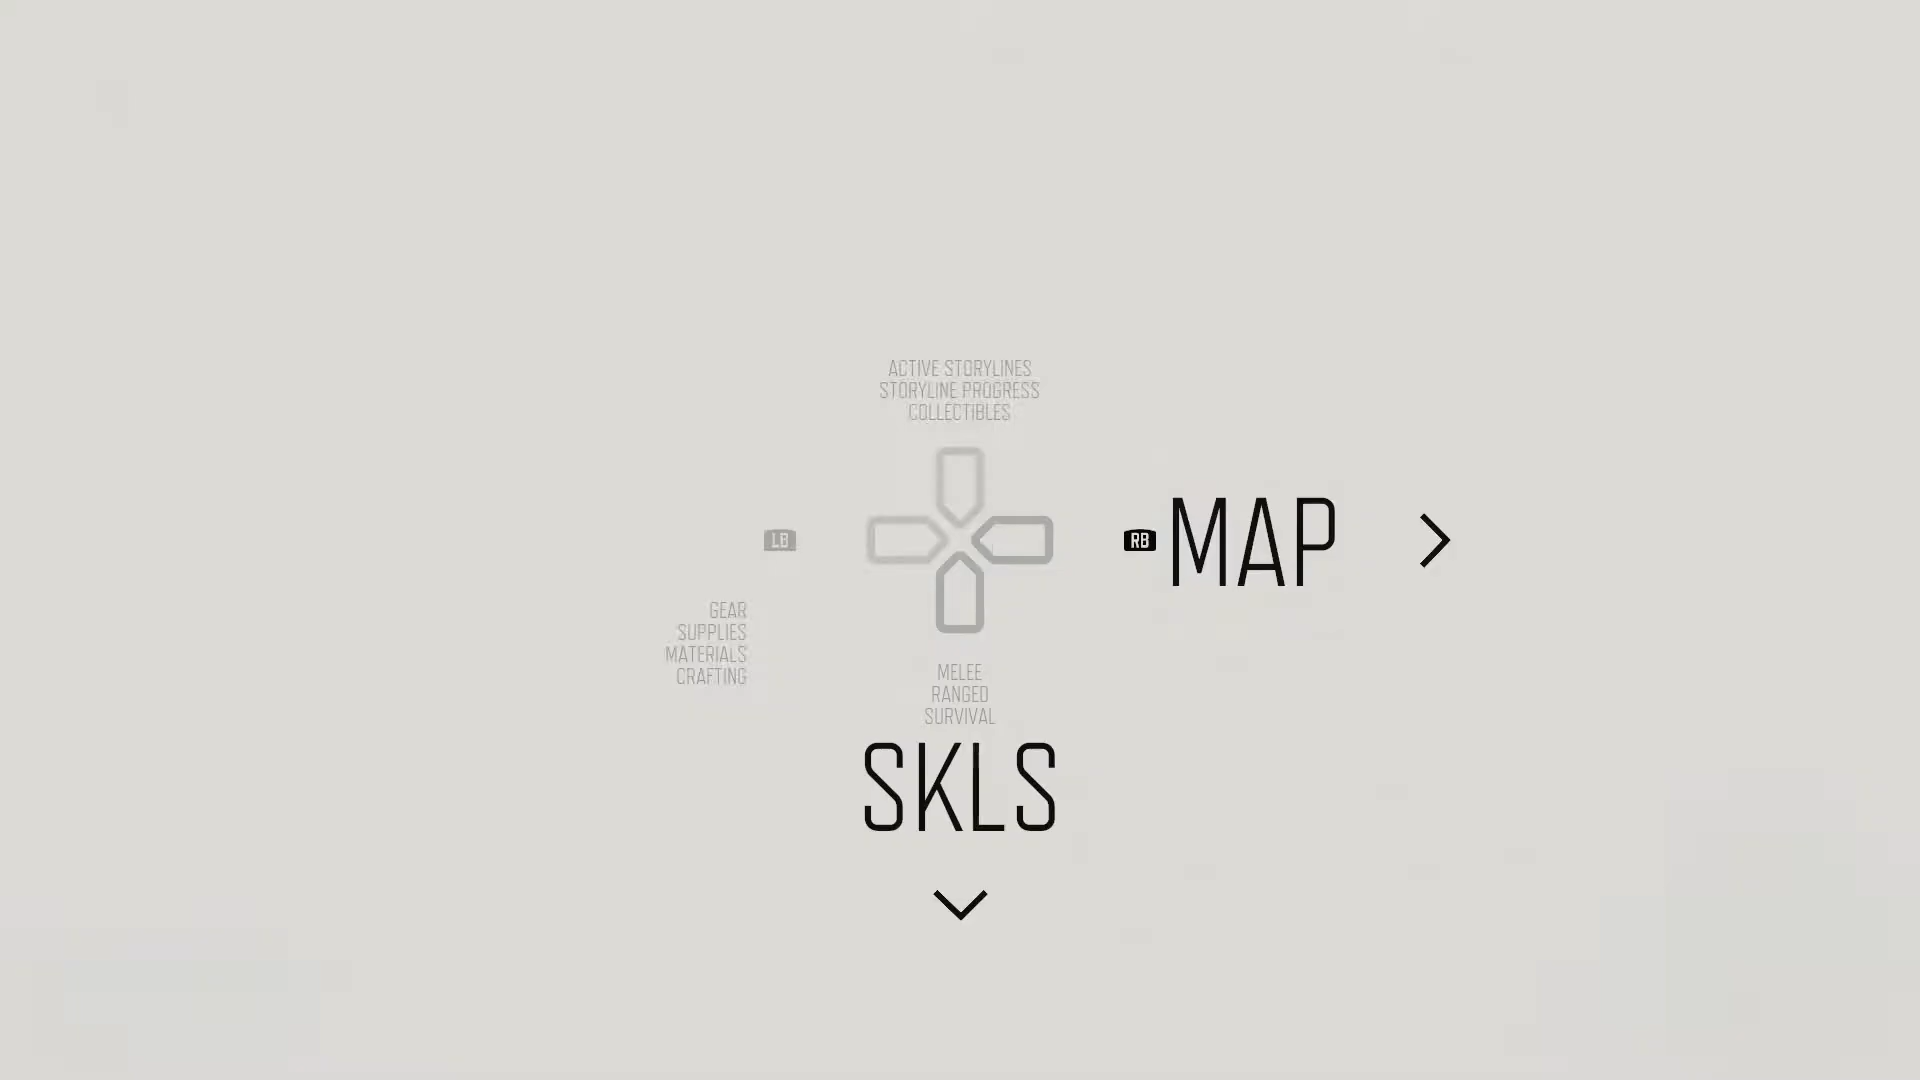 ACTIVE STORYLINES
STORYLINE PROGRESS
COLLECTIBLES
LB
RB MAP
GEAR
SUPPLIES
MATERIALS
CRAFTING
MELEE
RANGED
SURVIVAL
SKLS